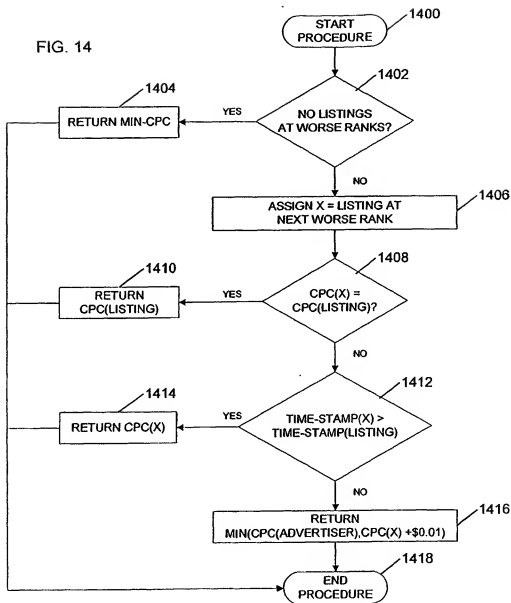 FIG. 14
START
PROCEDURE
1400
1402
NO LISTINGS
AT WORSE RANKS?
YES
1404
RETURN MIN-CPC
NO
ASSIGN X = LISTING AT
NEXT WORSE RANK
1406
1408
CPC(X) =
CPC(LISTING)?
YES
1410
RETURN
CPC(LISTING)
NO
1412
TIME-STAMP(X) >
TIME-STAMP(LISTING)
YES
1414
RETURN CPC(X)
NO
RETURN
MIN(CPC(ADVERTISER),CPC(X) +$0.01)
1416
1418
END
PROCEDURE